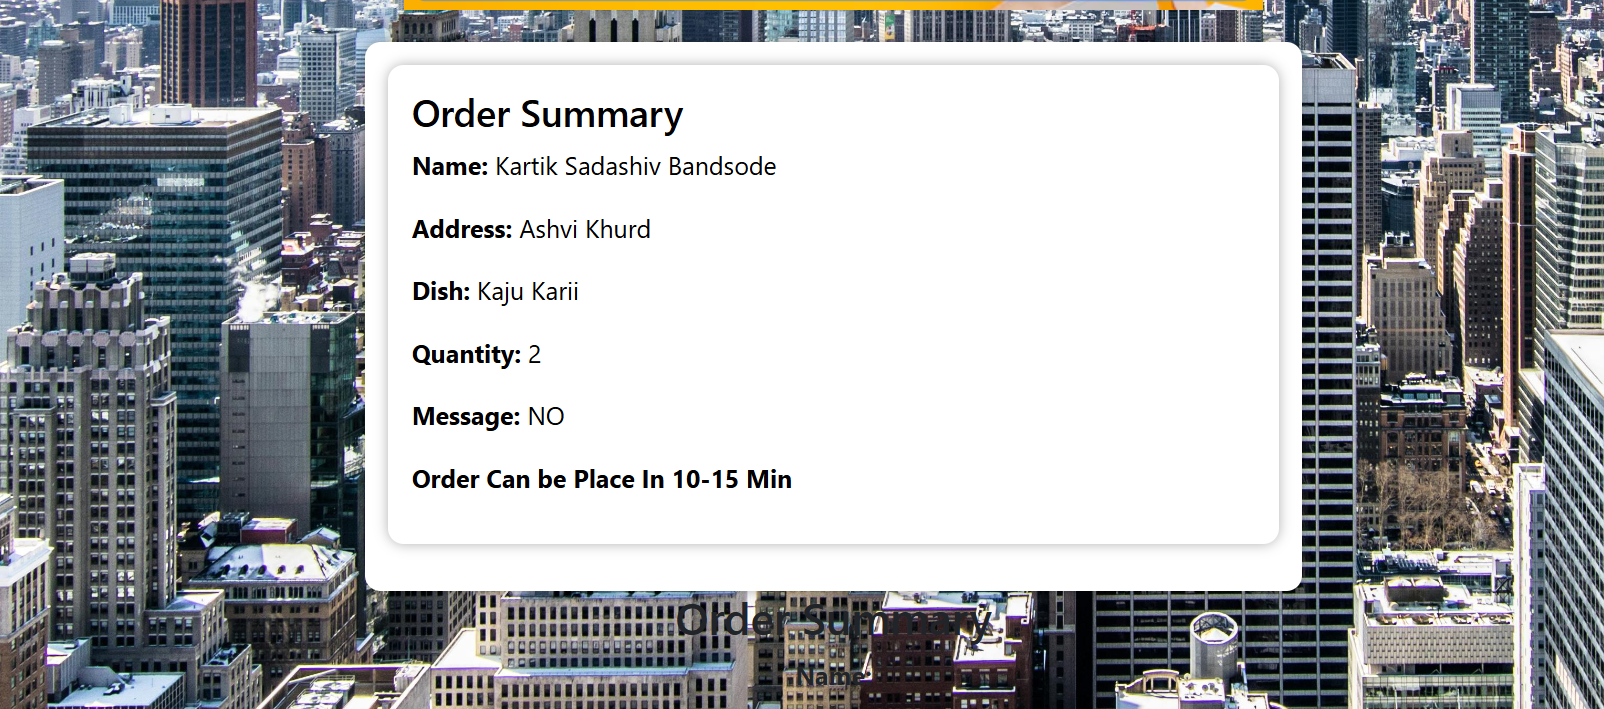 Order Summary
Name: Kartik Sadashiv Bandsode
Address: Ashvi Khurd
Dish: Kaju Karii
Quantity: 2
Message: NO
Order Can be Place In 10-15 Min
Order Summary
Name